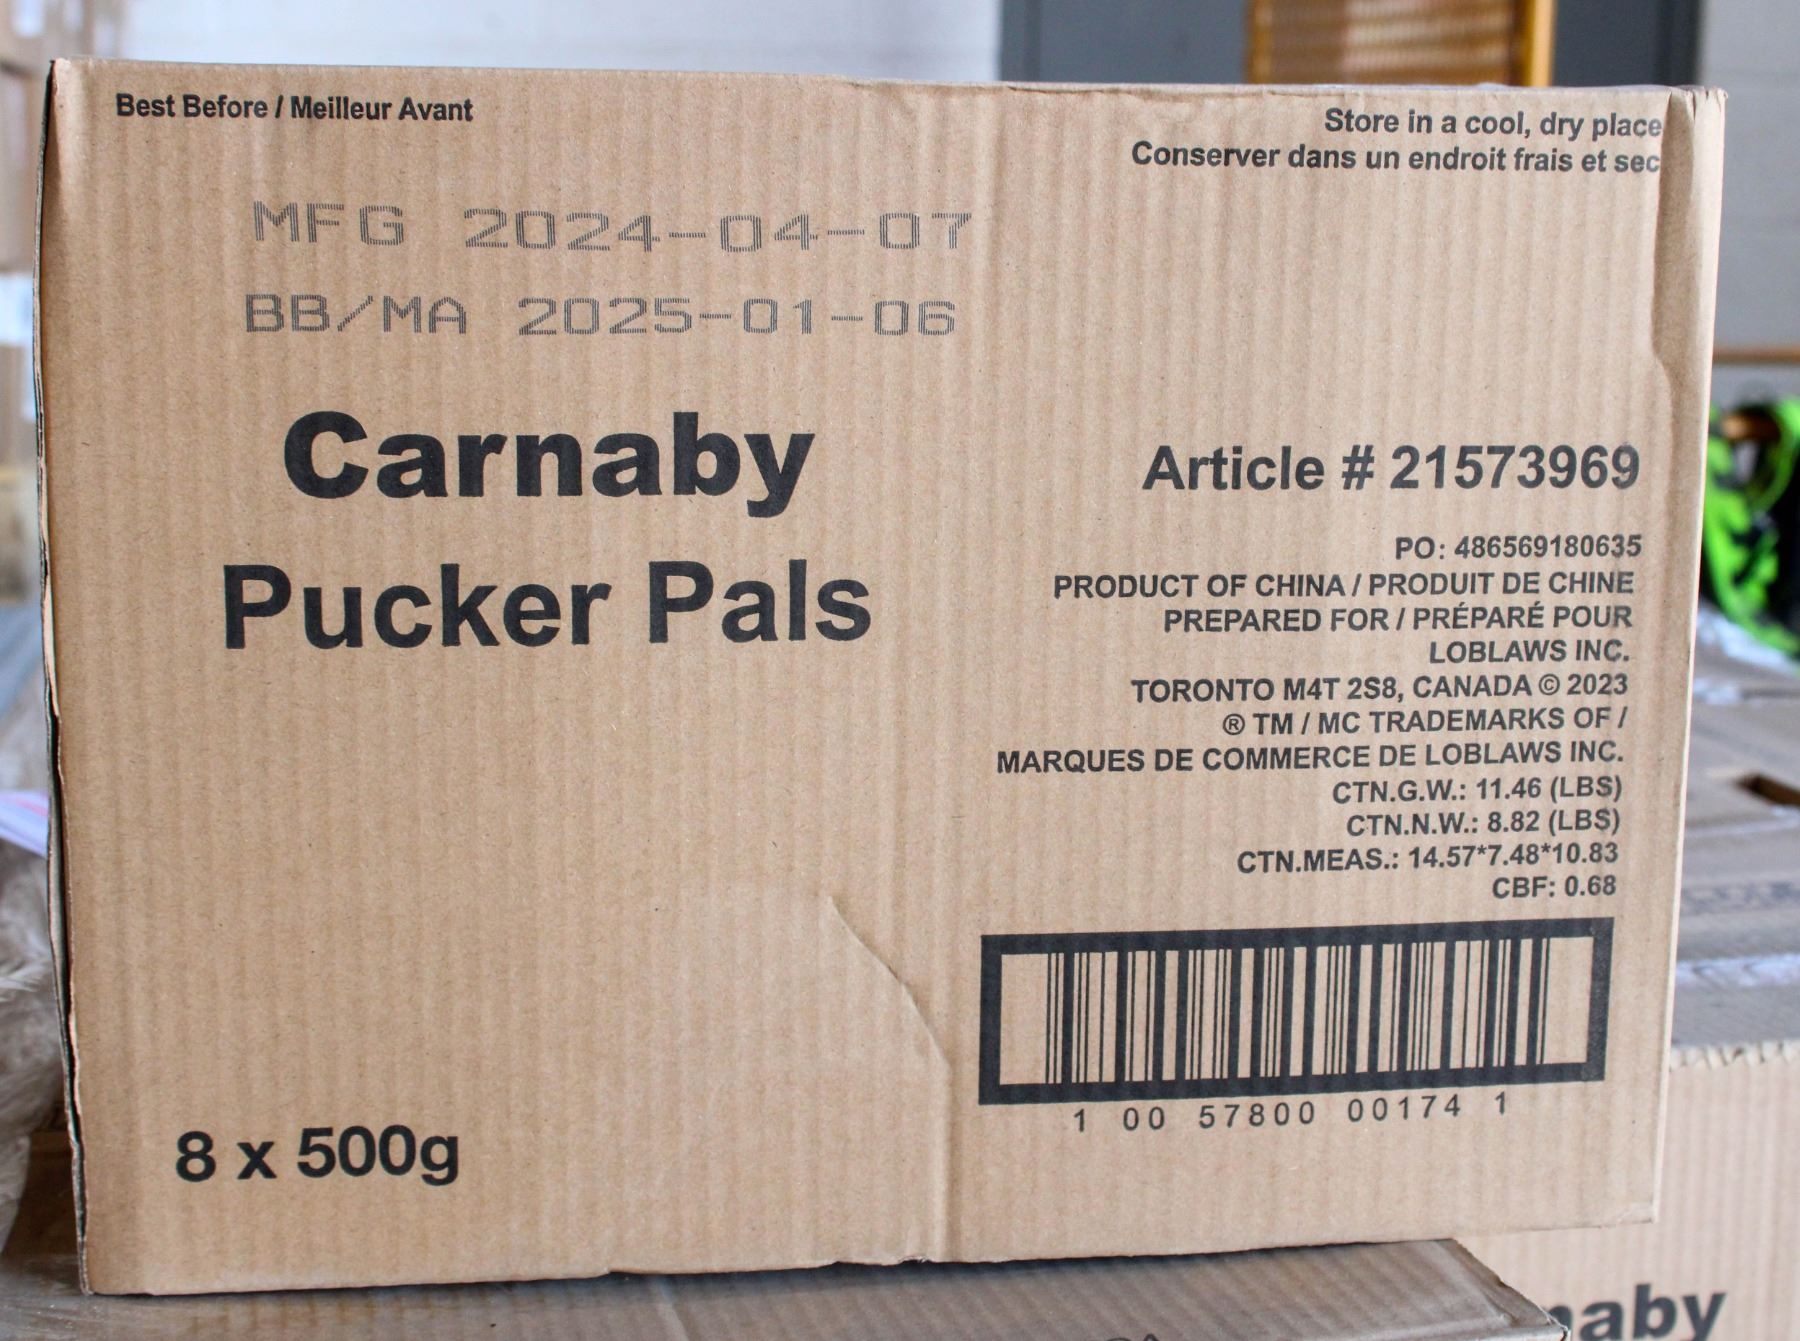 Best Before / Meilleur Avant
Store in a cool, dry place
Conserver dans un endroit frais et sec
MFG 2024-04-07
BB/MA 2025-01-06
Carnaby
Pucker Pals
Article # 21573969
PO: 486569180635
PRODUCT OF CHINA / PRODUIT DE CHINE
PREPARED FOR / PRÉPARÉ POUR
LOBLAWS INC.
TORONTO M4T 2S8, CANADA © 2023
® TM / MC TRADEMARKS OF /
MARQUES DE COMMERCE DE LOBLAWS INC.
CTN.G.W.: 11.46 (LBS)
CTN.N.W.: 8.82 (LBS)
CTN.MEAS.: 14.57*7.48*10.83
CBF: 0.68
1 00 57800 00174 1
8 x 500g
naby